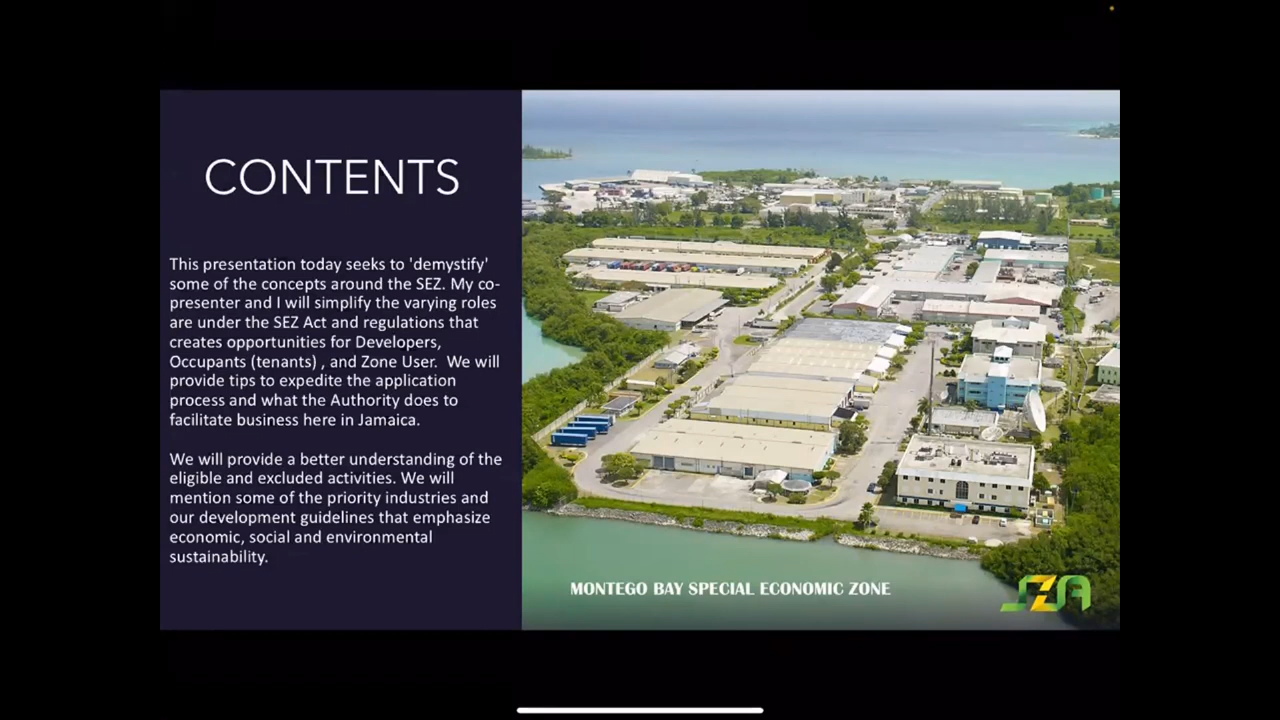 CONTENTS
This presentation today seeks to 'demystify'
some of the concepts around the SEZ. My co-
presenter and I will simplify the varying roles
are under the SEZ Act and regulations that
creates opportunities for Developers,
Occupants (tenants) , and Zone User.  We will
provide tips to expedite the application
process and what the Authority does to
facilitate business here in Jamaica.
We will provide a better understanding of the
eligible and excluded activities. We will
mention some of the priority industries and
our development guidelines that emphasize
economic, social and environmental
sustainability.
MONTEGO BAY SPECIAL ECONOMIC ZONE
SZA